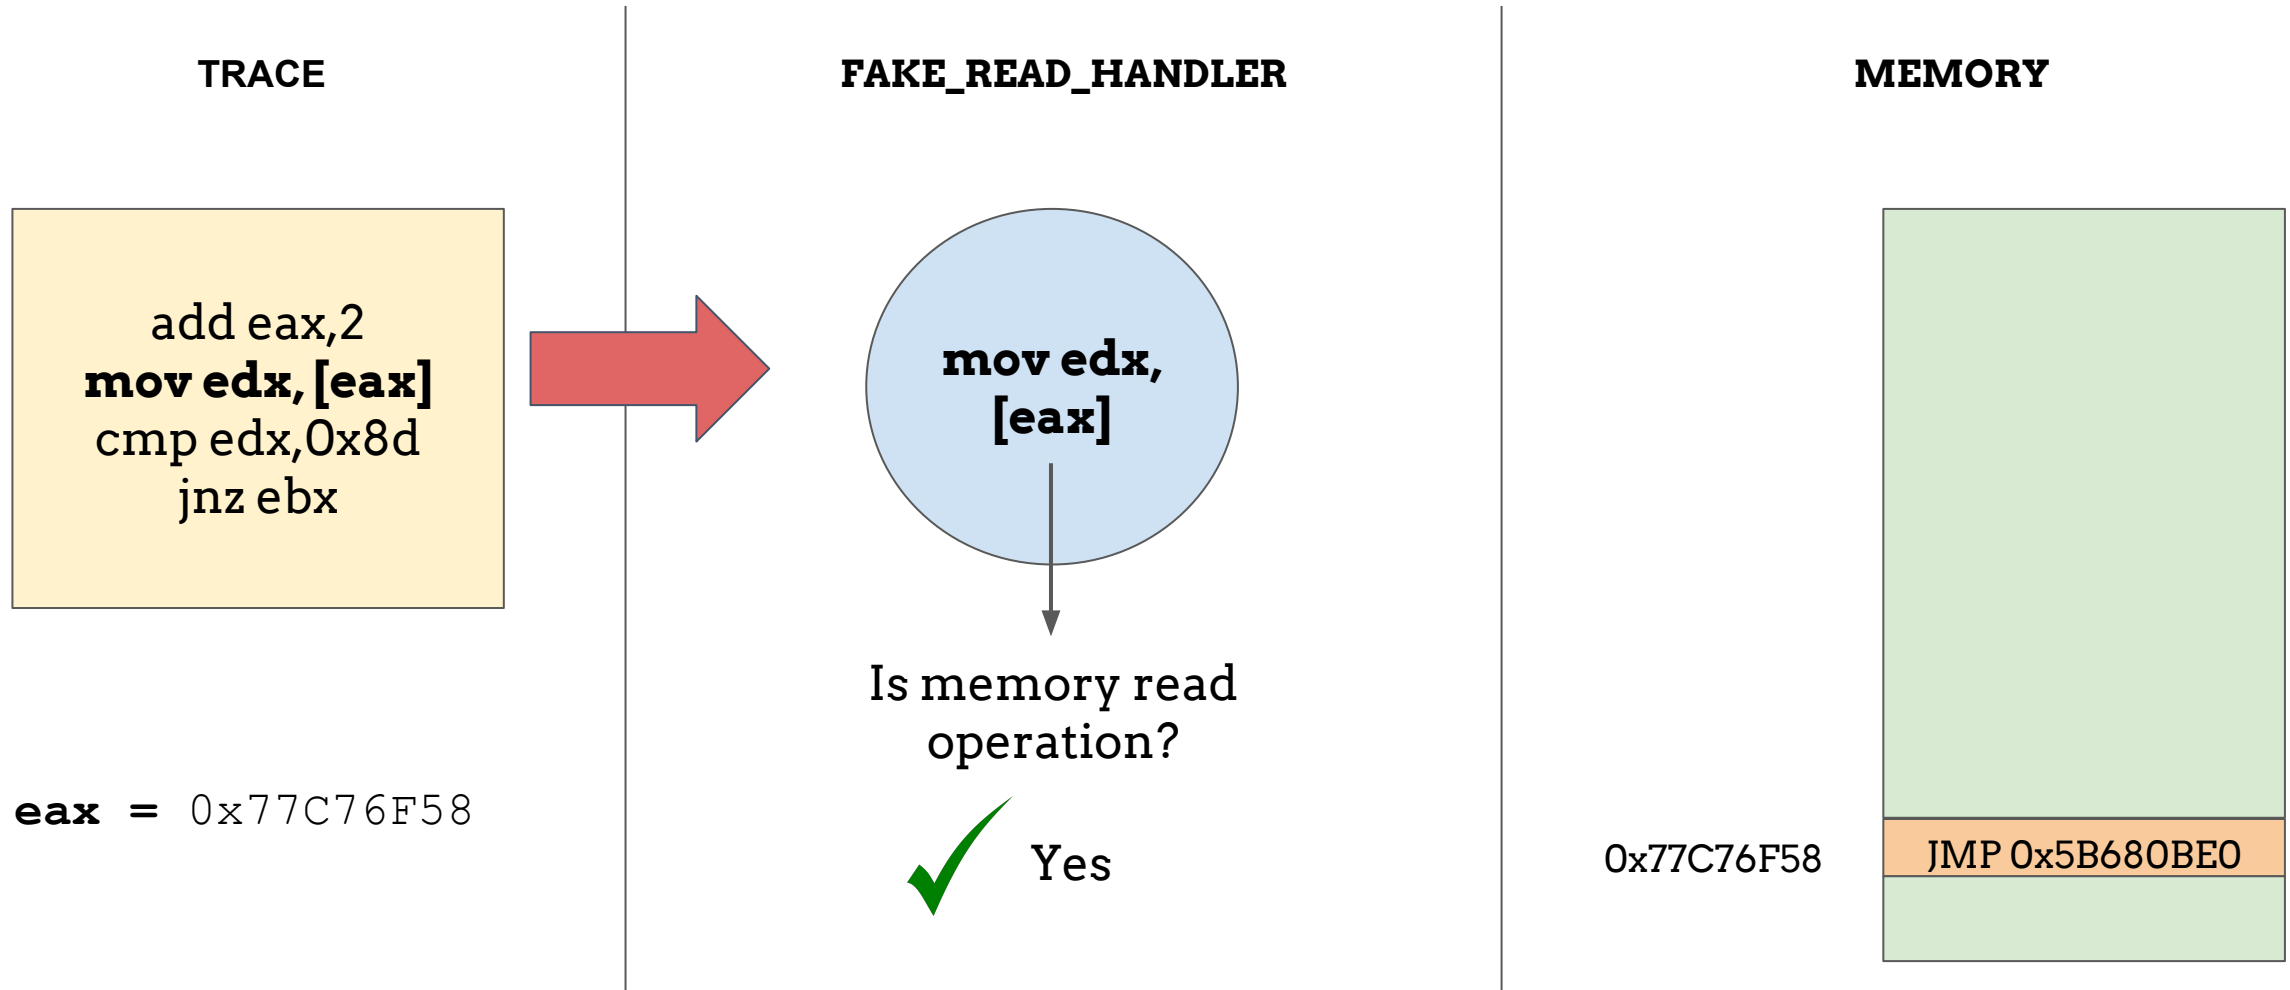 TRACE
add eax,2
mov edx, [eax]
cmp edx,0x8d
jnz ebx
eax = 0x77C76F58
FAKE_READ_HANDLER
mov edx,
[eax]
Is memory read
operation?
Yes
MEMORY
0x77C76F58
JMP 0x5B680BE0